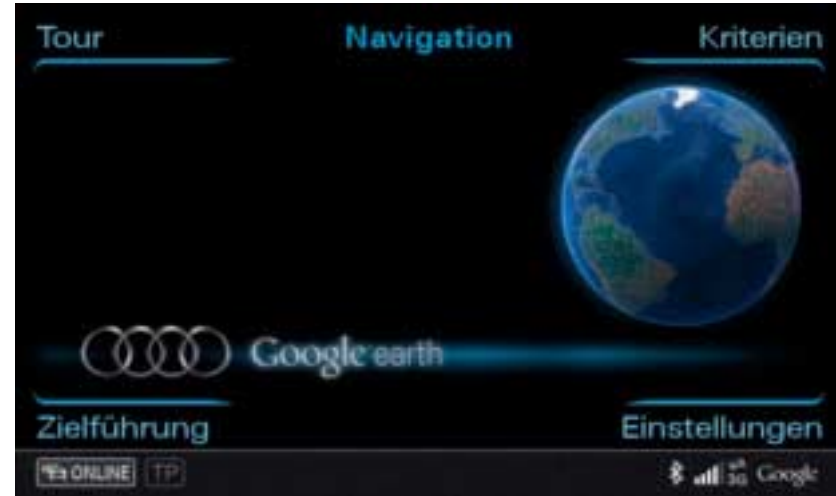 Tour Navigation Kriterien
Google earth
Zielführung Einstellungen
ONLINE TP 3G Google